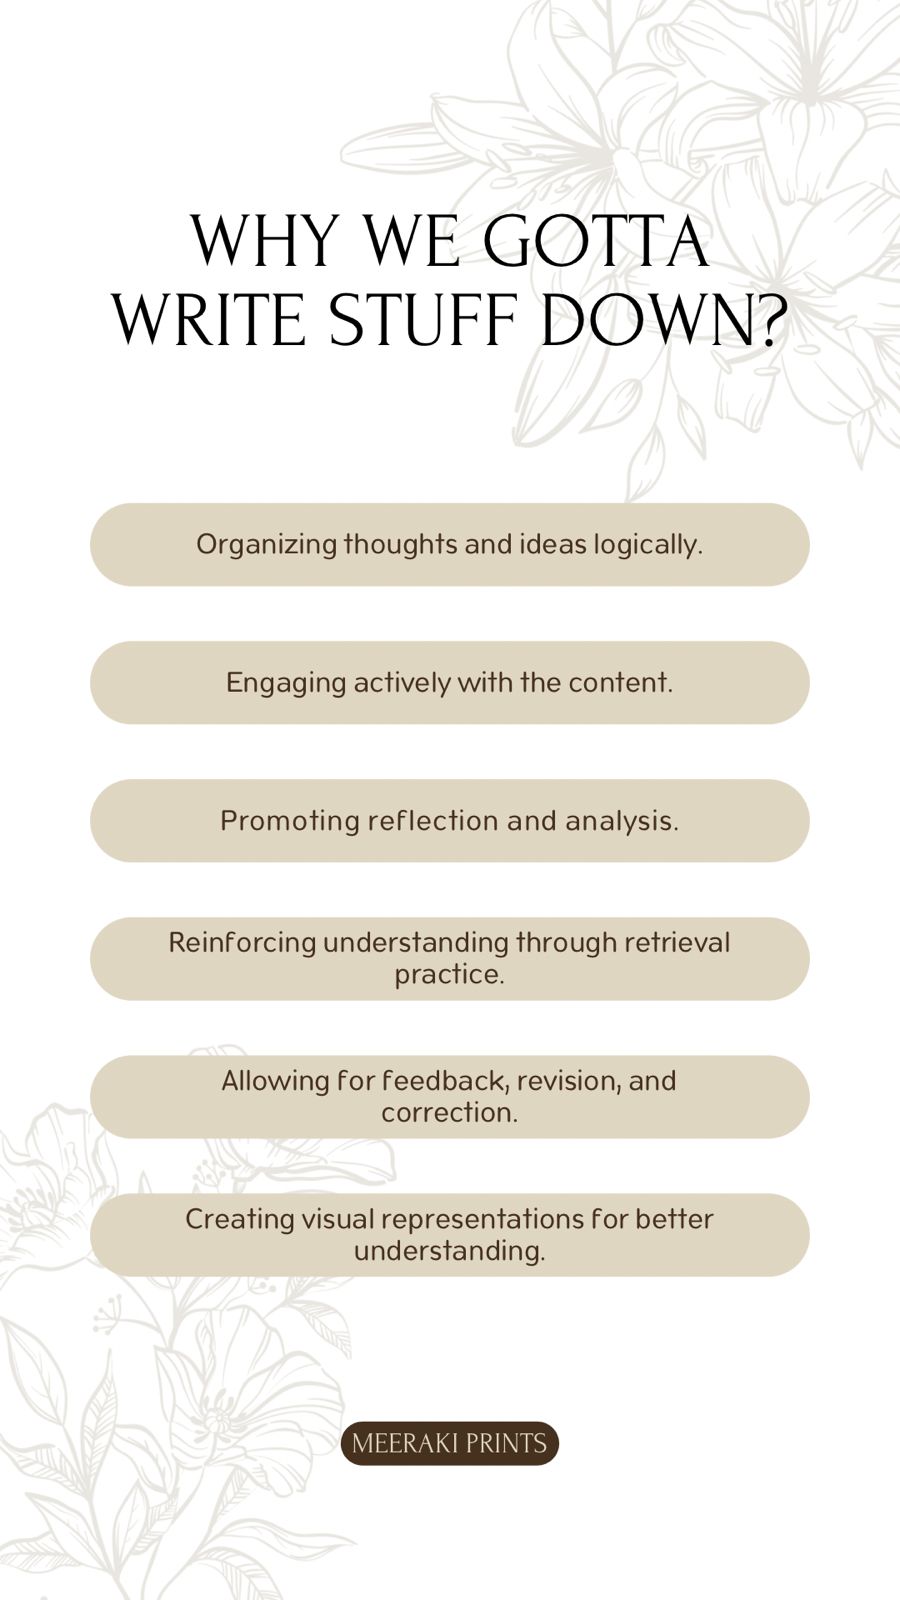 WHY WE GOTTA
WRITE STUFF DOWN?
Organizing thoughts and ideas logically.
Engaging actively with the content.
Promoting reflection and analysis.
Reinforcing understanding through retrieval
practice.
Allowing for feedback, revision, and
correction.
Creating visual representations for better
understanding.
MEERAKI PRINTS